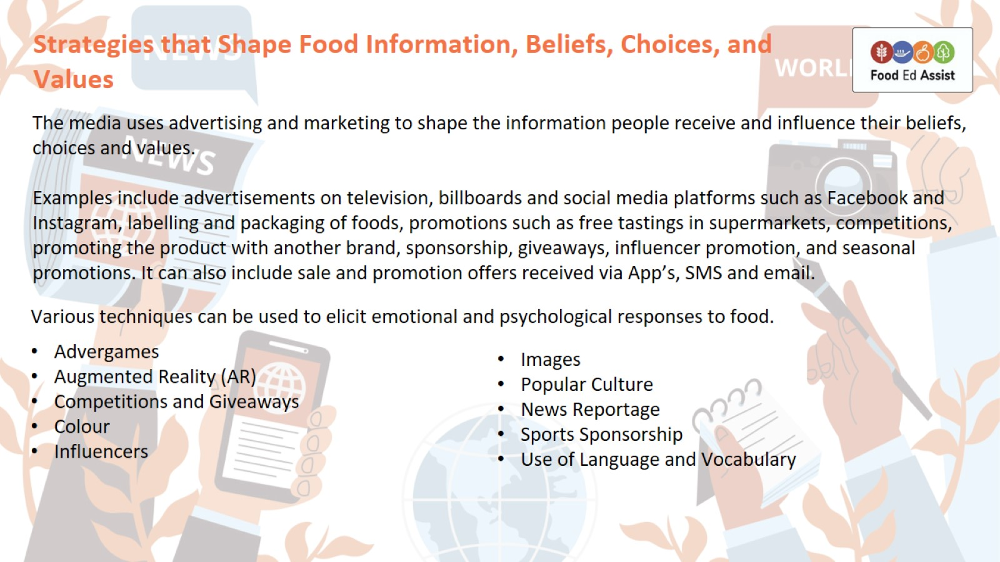 Strategies that Shape Food Information, Beliefs, Choices, and
Values
NEWS
WORL
Food Ed Assist
The media uses advertising and marketing to shape the information people receive and influence their beliefs,
choices and values.
NEWS
Examples include advertisements on television, billboards and social media platforms such as Facebook and
Instagram, labelling and packaging of foods, promotions such as free tastings in supermarkets, competitions,
promoting the product with another brand, sponsorship, giveaways, influencer promotion, and seasonal
promotions. It can also include sale and promotion offers received via App’s, SMS and email.
Various techniques can be used to elicit emotional and psychological responses to food.
• Advergames
• Augmented Reality (AR)
• Competitions and Giveaways
• Colour
• Influencers
• Images
• Popular Culture
• News Reportage
• Sports Sponsorship
• Use of Language and Vocabulary